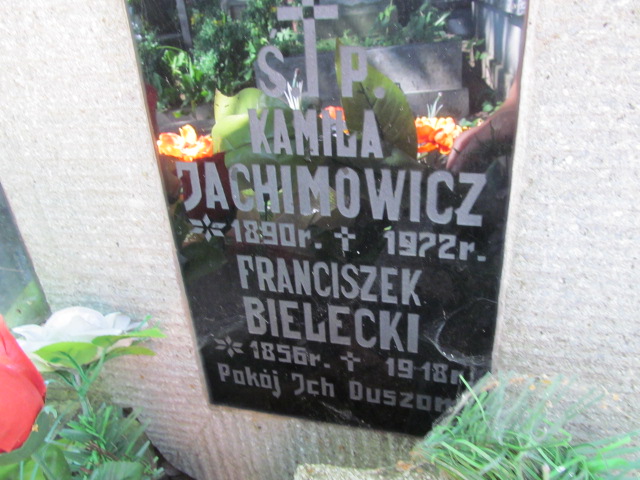 Ś P.
KAMILA
JACHIMOWICZ
1890r. 1972r.
FRANCISZEK
BIELECKI
1856r. 1918r.
Pokój Ich Duszom